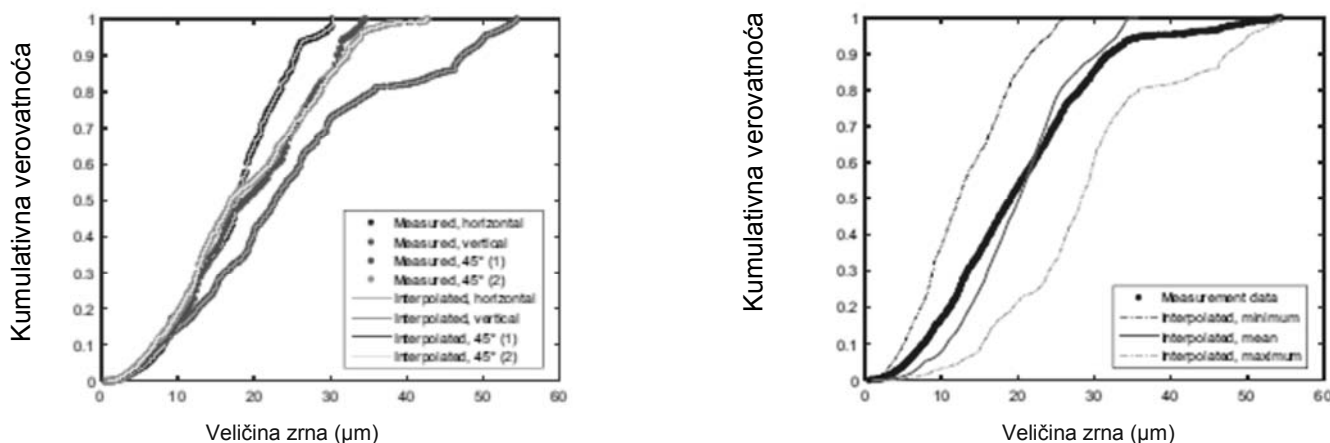 Kumulativna verovatnoća
1
0.9
0.8
0.7
0.6
0.5
0.4
0.3
0.2
0.1
0
0 10 20 30 40 50 60
Measured, horizontal
Measured, vertical
Measured, 45° (1)
Measured, 45° (2)
Interpolated, horizontal
Interpolated, vertical
Interpolated, 45° (1)
Interpolated, 45° (2)
Veličina zrna (µm)
Kumulativna verovatnoća
1
0.9
0.8
0.7
0.6
0.5
0.4
0.3
0.2
0.1
0
0 10 20 30 40 50 60
Measurement data
Interpolated, minimum
Interpolated, mean
Interpolated, maximum
Veličina zrna (µm)